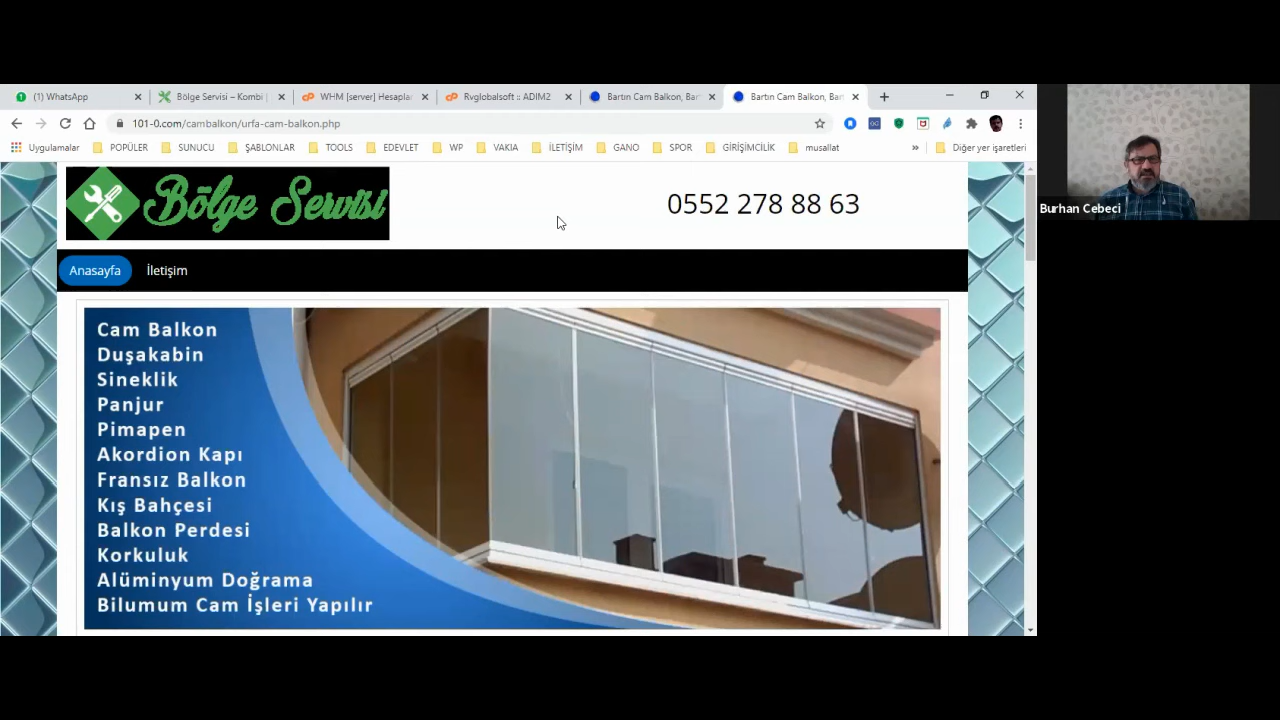 (1) WhatsApp
Bölge Servisi – Kombi |
WHM [server] Hesapla
Rvglobalsoft :: ADIM2
Bartın Cam Balkon, Bar
Bartın Cam Balkon, Bar
101-0.com/cambalkon/urfa-cam-balkon.php
Uygulamalar
POPÜLER
SUNUCU
ŞABLONLAR
TOOLS
EDEVLET
WP
VAKIA
İLETİŞİM
GANO
SPOR
GİRİŞİMCİLİK
musallat
»
Diğer yer işaretleri
Bölge Servisi
0552 278 88 63
Anasayfa
İletişim
Cam Balkon
Duşakabin
Sineklik
Panjur
Pimapen
Akordion Kapı
Fransız Balkon
Kış Bahçesi
Balkon Perdesi
Korkuluk
Alüminyum Doğrama
Bilumum Cam İşleri Yapılır
Burhan Cebeci